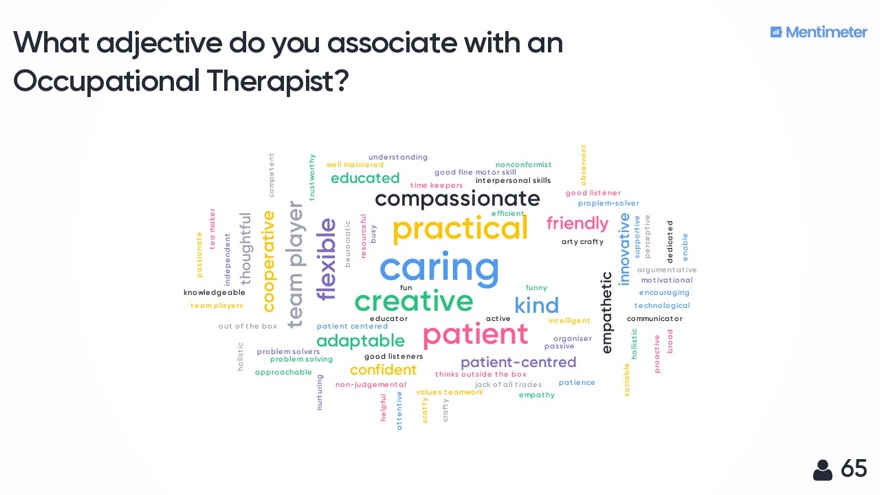 What adjective do you associate with an
Occupational Therapist?
Mentimeter
understanding
well mannered
nonconformist
good fine motor skill
educated
interpersonal skills
time keepers
compassionate
good listener
proplem-solver
efficient
practical
friendly
arty crafty
caring
fun
funny
creative
kind
educator
active
intelligent
patient centered
patient
adaptable
organiser
passive
good listeners
patient-centred
confident
thinks outside the box
non-judgemental
jack of all trades
patience
values teamwork
empathy
competent
trustworthy
observant
passionate
tea maker
independent
thoughtful
cooperative
team player
flexible
beurocratic
resourceful
busy
knowledgeable
team players
out of the box
holistic
problem solvers
problem solving
approachable
nurturing
helpful
attentive
scatty
crafty
empathetic
innovative
supportive
perceptive
dedicated
enable
argumentative
motivational
encouraging
technological
communicator
hollistic
proactive
broad
sociable
65